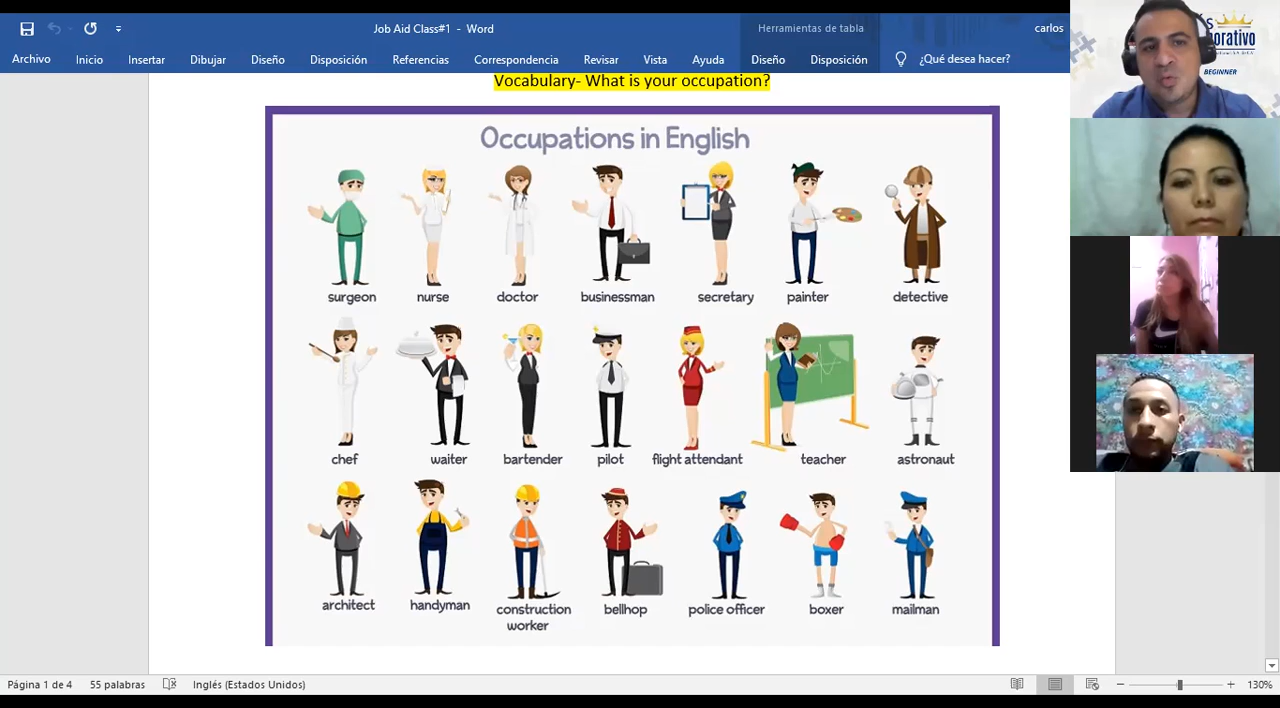 Job Aid Class#1 - Word
Herramientas de tabla
carlos
Archivo
Inicio
Insertar
Dibujar
Diseño
Disposición
Referencias
Correspondencia
Revisar
Vista
Ayuda
Diseño
Disposición
¿Qué desea hacer?
BEGINNER
Vocabulary- What is your occupation?
Occupations in English
surgeon
nurse
doctor
businessman
secretary
painter
detective
chef
waiter
bartender
pilot
flight attendant
teacher
astronaut
architect
handyman
construction
worker
bellhop
police officer
boxer
mailman
Página 1 de 4
55 palabras
Inglés (Estados Unidos)
130%